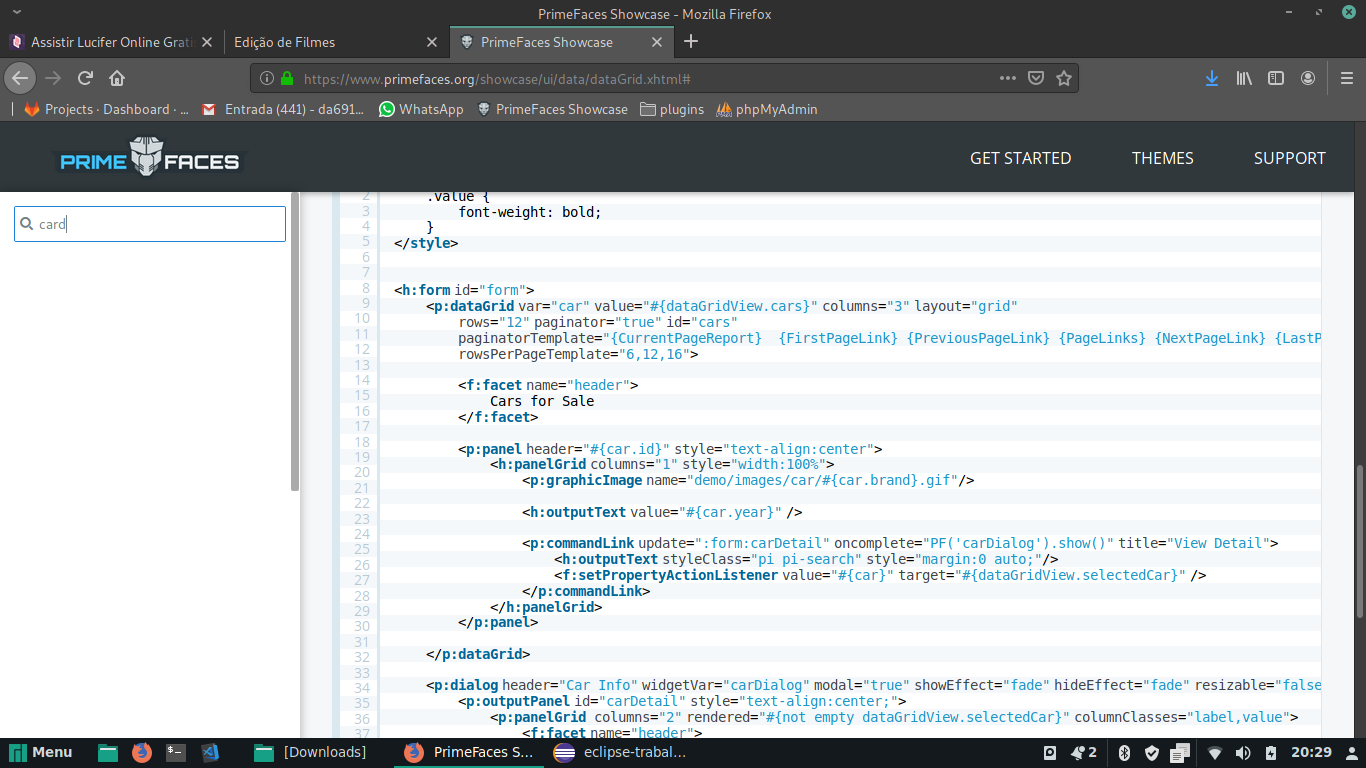 PrimeFaces Showcase - Mozilla Firefox
Assistir Lucifer Online Grati
Edição de Filmes
PrimeFaces Showcase
https://www.primefaces.org/showcase/ui/data/dataGrid.xhtml#
Projects · Dashboard · ...
Entrada (441) - da691...
WhatsApp
PrimeFaces Showcase
plugins
phpMyAdmin
PRIME FACES
GET STARTED
THEMES
SUPPORT
card
2 .value {
3 font-weight: bold;
4 }
5 </style>
6
7
8 <h:form id="form">
9 <p:dataGrid var="car" value="#{dataGridView.cars}" columns="3" layout="grid"
10 rows="12" paginator="true" id="cars"
11 paginatorTemplate="{CurrentPageReport}  {FirstPageLink} {PreviousPageLink} {PageLinks} {NextPageLink} {LastP
12 rowsPerPageTemplate="6,12,16">
13
14 <f:facet name="header">
15 Cars for Sale
16 </f:facet>
17
18 <p:panel header="#{car.id}" style="text-align:center">
19 <h:panelGrid columns="1" style="width:100%">
20 <p:graphicImage name="demo/images/car/#{car.brand}.gif"/>
21
22 <h:outputText value="#{car.year}" />
23
24 <p:commandLink update=":form:carDetail" oncomplete="PF('carDialog').show()" title="View Detail">
25 <h:outputText styleClass="pi pi-search" style="margin:0 auto;"/>
26 <f:setPropertyActionListener value="#{car}" target="#{dataGridView.selectedCar}" />
27 </p:commandLink>
28 </h:panelGrid>
29 </p:panel>
30
31 </p:dataGrid>
32
33 <p:dialog header="Car Info" widgetVar="carDialog" modal="true" showEffect="fade" hideEffect="fade" resizable="false
34 <p:outputPanel id="carDetail" style="text-align:center;">
35 <p:panelGrid columns="2" rendered="#{not empty dataGridView.selectedCar}" columnClasses="label,value">
36 <f:facet name="header">
37
Menu
[Downloads]
PrimeFaces S...
eclipse-trabal...
2
20:29